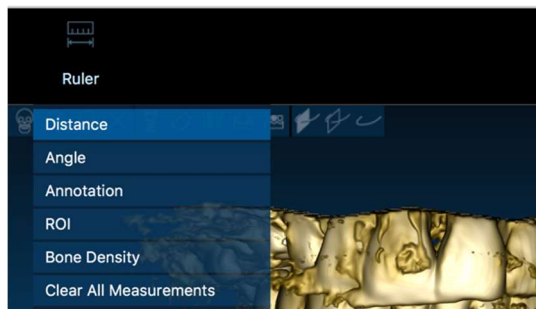 Ruler
Distance
Angle
Annotation
ROI
Bone Density
Clear All Measurements